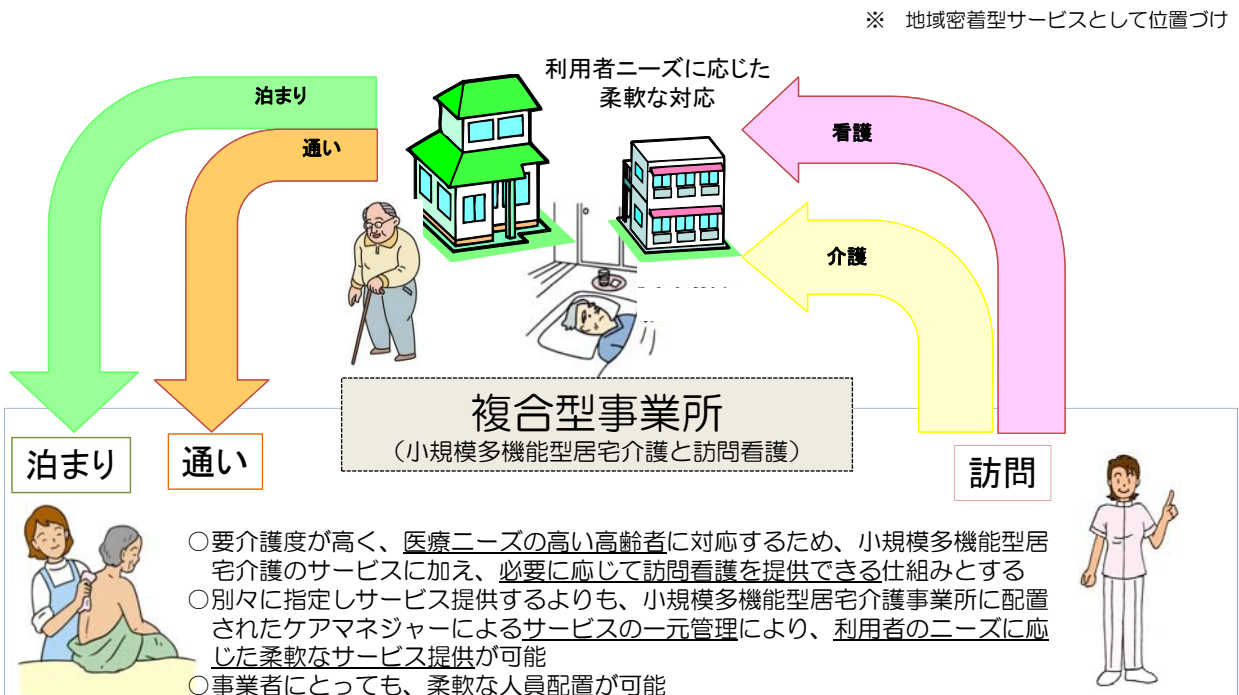 ※ 地域密着型サービスとして位置づけ
利用者ニーズに応じた
柔軟な対応
泊まり
通い
看護
介護
複合型事業所
（小規模多機能型居宅介護と訪問看護）
泊まり
通い
訪問
○要介護度が高く、医療ニーズの高い高齢者に対応するため、小規模多機能型居
宅介護のサービスに加え、必要に応じて訪問看護を提供できる仕組みとする
○別々に指定しサービス提供するよりも、小規模多機能型居宅介護事業所に配置
されたケアマネジャーによるサービスの一元管理により、利用者のニーズに応
じた柔軟なサービス提供が可能
○事業者にとっても、柔軟な人員配置が可能